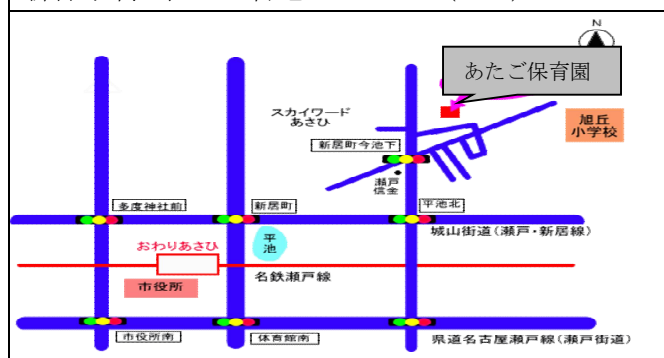 N
あたご保育園
スカイワード
あさひ
旭丘
小学校
新居町今池下
瀬戸
信金
多度神社前
新居町
平池北
平
池
城山街道(瀬戸・新居線)
おわりあさひ
名鉄瀬戸線
市役所
市役所南
体育館南
県道名古屋瀬戸線(瀬戸街道)